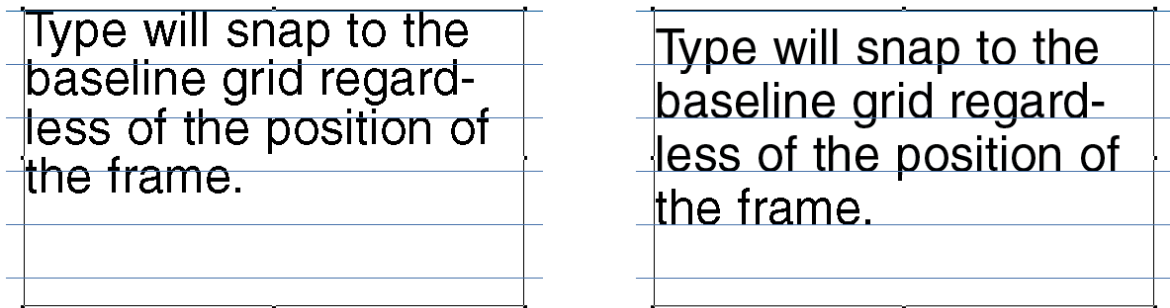 Type will snap to the
baseline grid regard-
less of the position of
the frame.
Type will snap to the
baseline grid regard-
less of the position of
the frame.